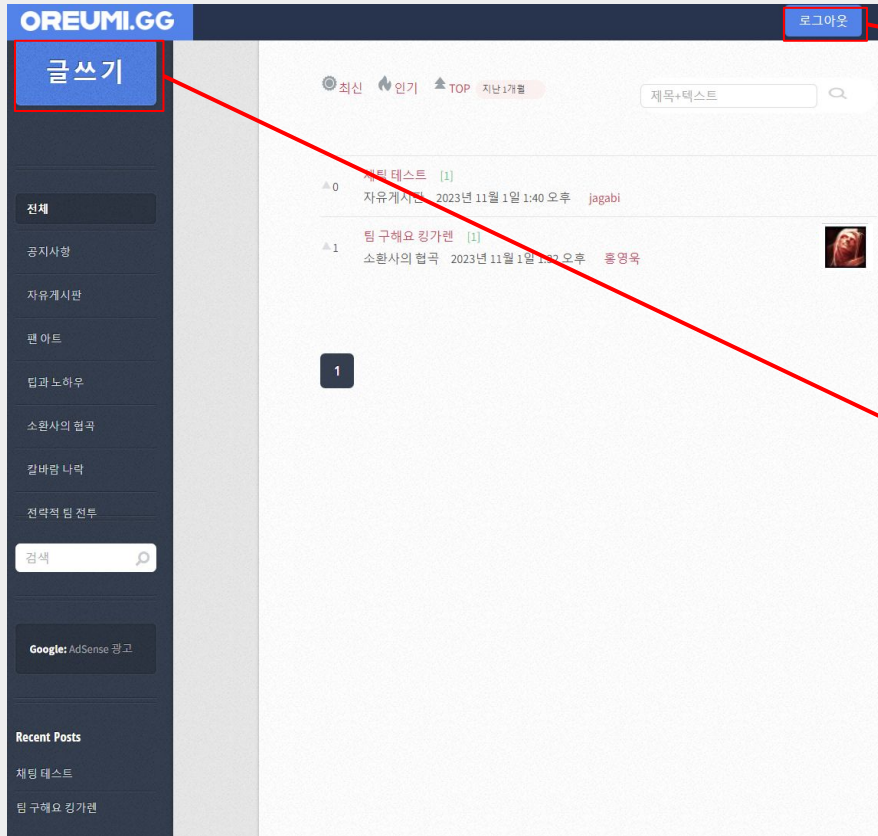 OREUMI.GG
로그아웃
글쓰기
최신 인기 TOP 지난 1개월
제목+텍스트
채팅 테스트 [1]
0
자유게시판 2023년 11월 1일 1:40 오후 jagabi
팀 구해요 킹가렌 [1]
1
소환사의 협곡 2023년 11월 1일 1:32 오후 홍영욱
1
전체
공지사항
자유게시판
팬 아트
팁과 노하우
소환사의 협곡
칼바람 나락
전략적 팀 전투
검색
Google: AdSense 광고
Recent Posts
채팅 테스트
팀 구해요 킹가렌